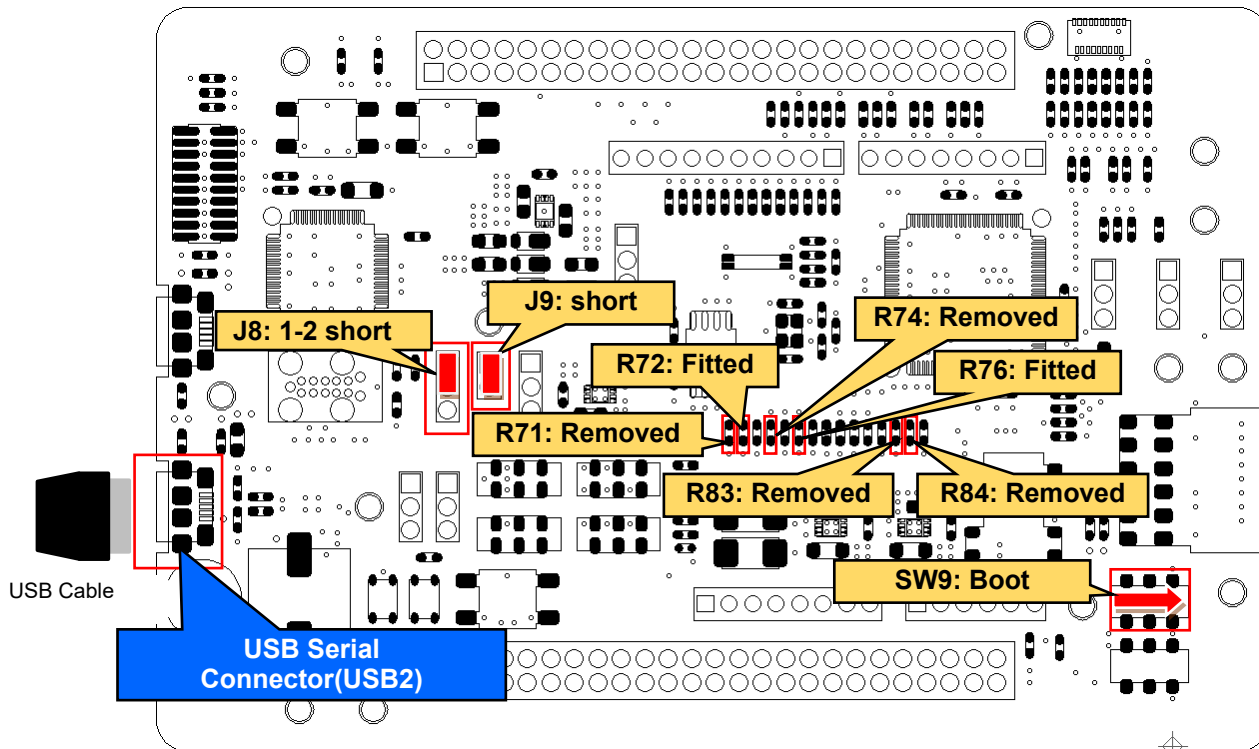 J9: short
J8: 1-2 short
R74: Removed
R72: Fitted
R76: Fitted
R71: Removed
R83: Removed
R84: Removed
SW9: Boot
USB Cable
USB Serial
Connector(USB2)